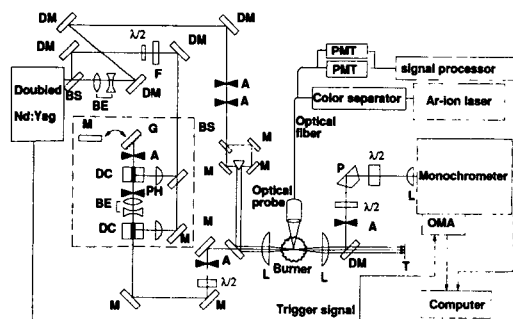 DM
DM
DM
λ/2
DM
F
BS
BE
DM
Doubled
Nd:Yag
M
G
A
DC
PH
BE
DC
M
M
M
A
A
BS
M
M
M
M
A
λ/2
PMT
PMT
signal processor
Color separator
Ar-ion laser
Optical
fiber
Optical
probe
P
λ/2
L
Monochrometer
λ/2
A
OMA
L
Burner
L
DM
T
Trigger signal
Computer